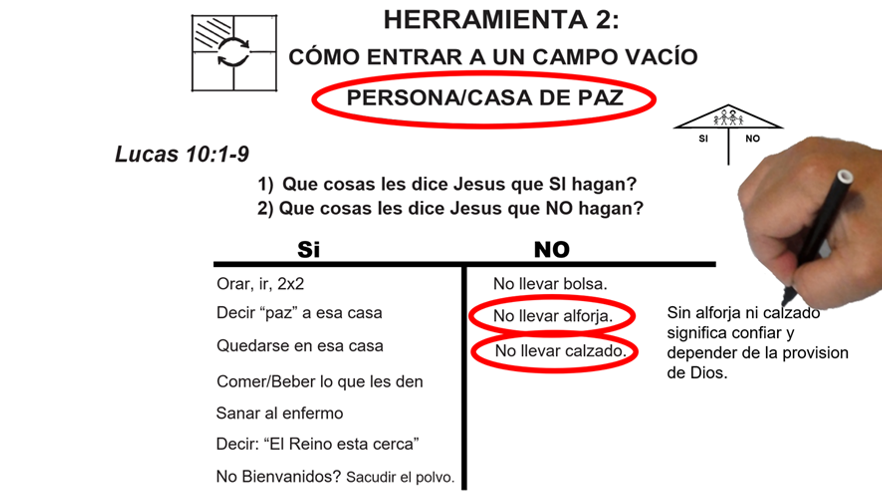 HERRAMIENTA 2:
CÓMO ENTRAR A UN CAMPO VACÍO
PERSONA/CASA DE PAZ
SI NO
Lucas 10:1-9
1) Que cosas les dice Jesus que SI hagan?
2) Que cosas les dice Jesus que NO hagan?
Si NO
Orar, ir, 2x2
No llevar bolsa.
Decir “paz” a esa casa
No llevar alforja.
Quedarse en esa casa
No llevar calzado.
Comer/Beber lo que les den
Sanar al enfermo
Decir: “El Reino esta cerca”
No Bienvanidos? Sacudir el polvo.
Sin alforja ni calzado
significa confiar y
depender de la provision
de Dios.